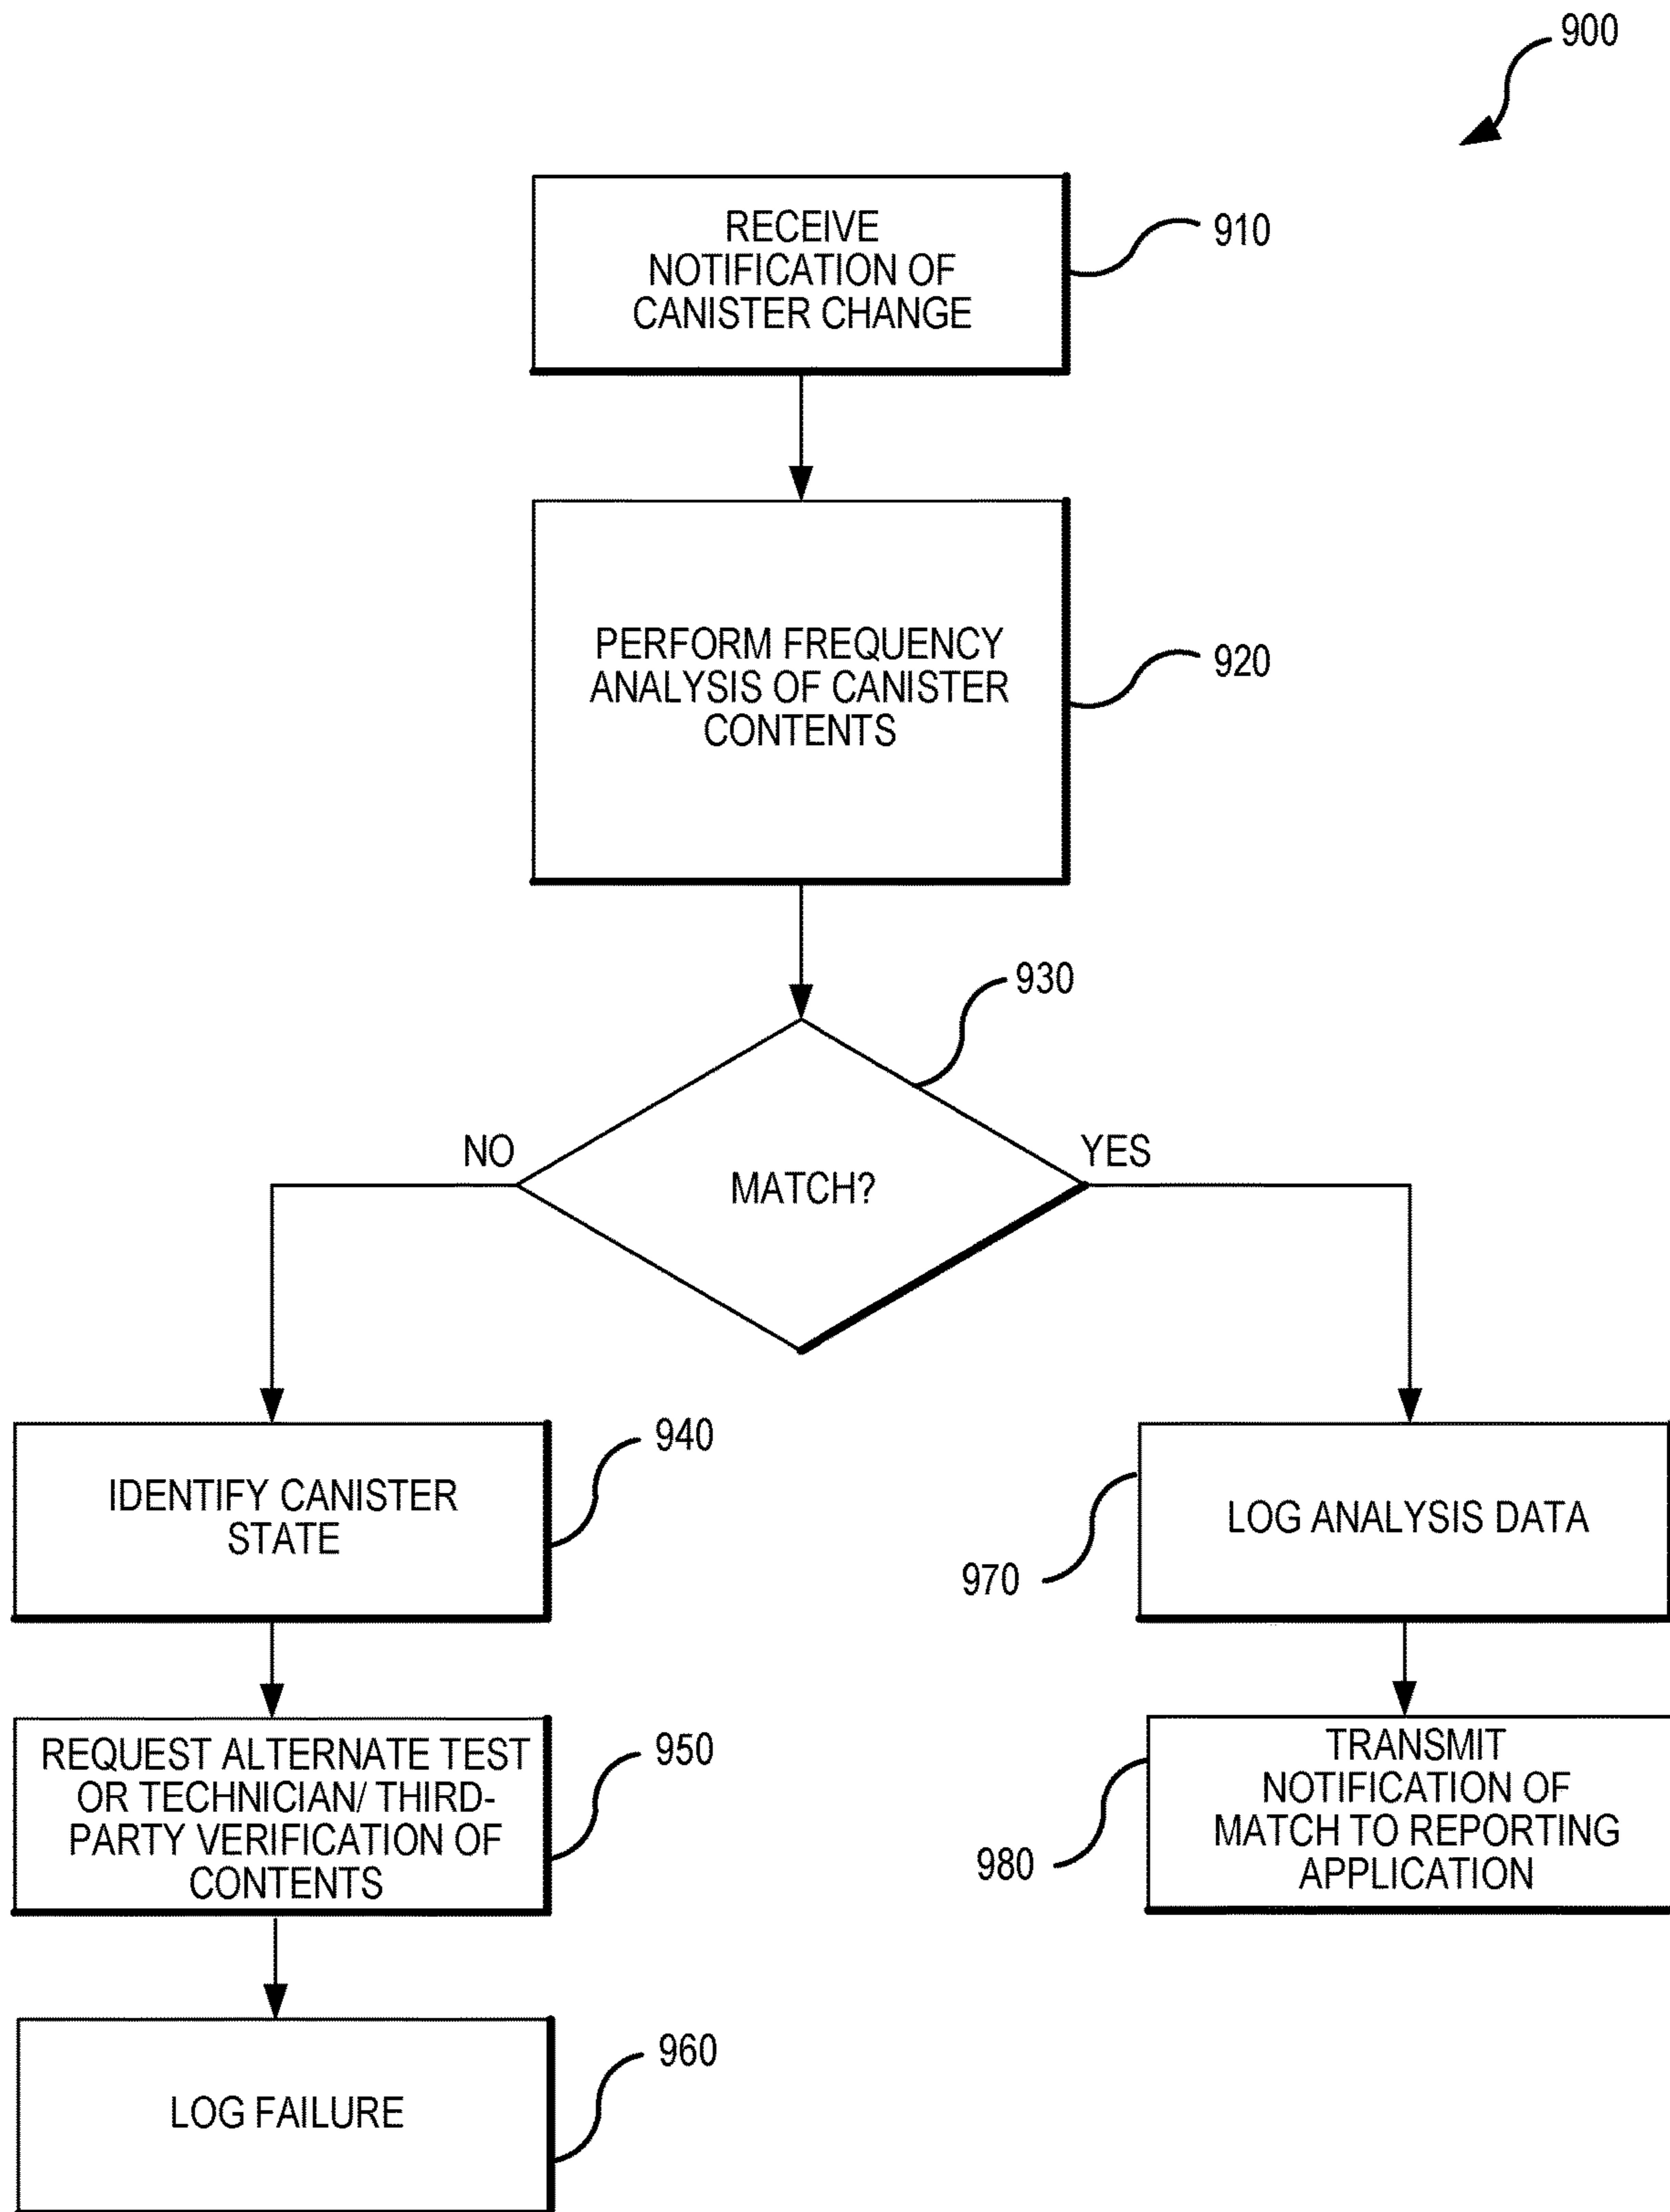 900
RECEIVE
NOTIFICATION OF
CANISTER CHANGE
910
PERFORM FREQUENCY
ANALYSIS OF CANISTER
CONTENTS
920
930
NO
YES
MATCH?
940
IDENTIFY CANISTER
STATE
LOG ANALYSIS DATA
970
REQUEST ALTERNATE TEST
OR TECHNICIAN/ THIRD-
PARTY VERIFICATION OF
CONTENTS
950
TRANSMIT
NOTIFICATION OF
MATCH TO REPORTING
APPLICATION
980
960
LOG FAILURE